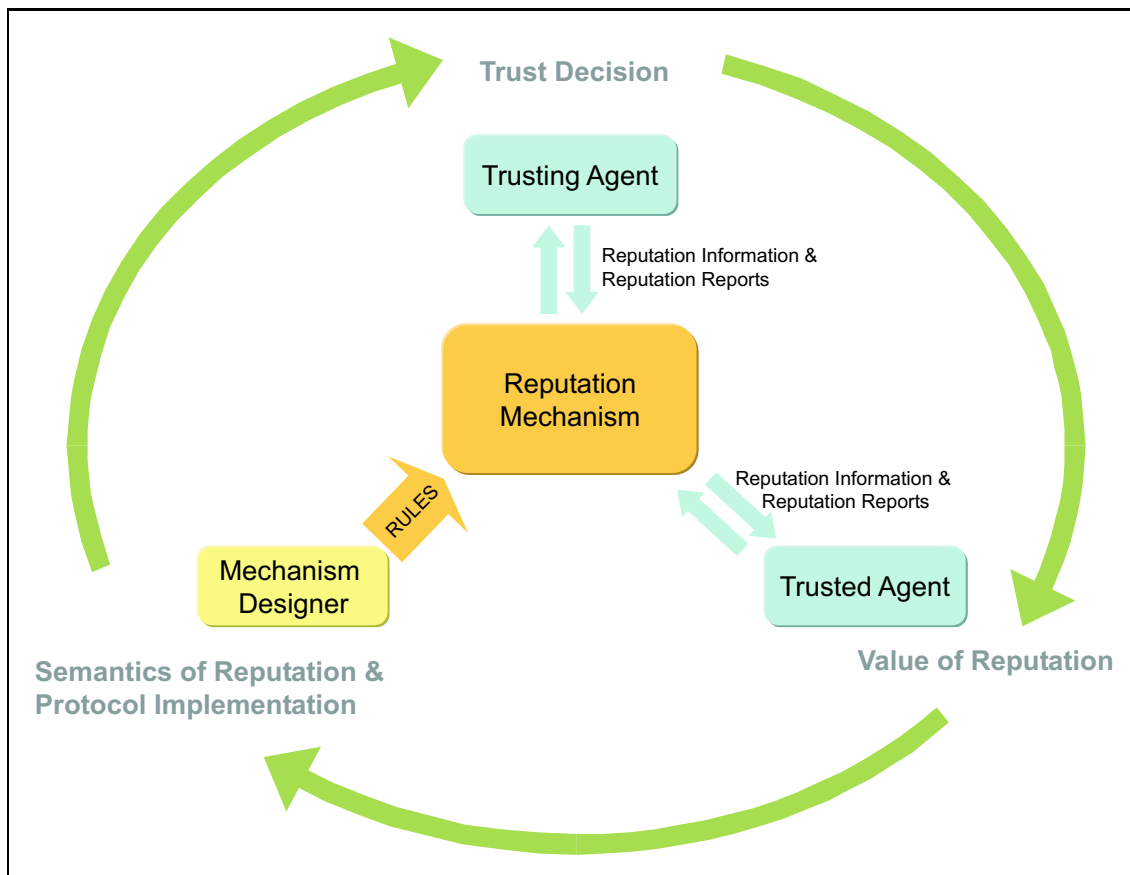 Trust Decision
Trusting Agent
Reputation Information &
Reputation Reports
Reputation
Mechanism
Reputation Information &
Reputation Reports
RULES
Mechanism
Designer
Trusted Agent
Semantics of Reputation &
Protocol Implementation
Value of Reputation